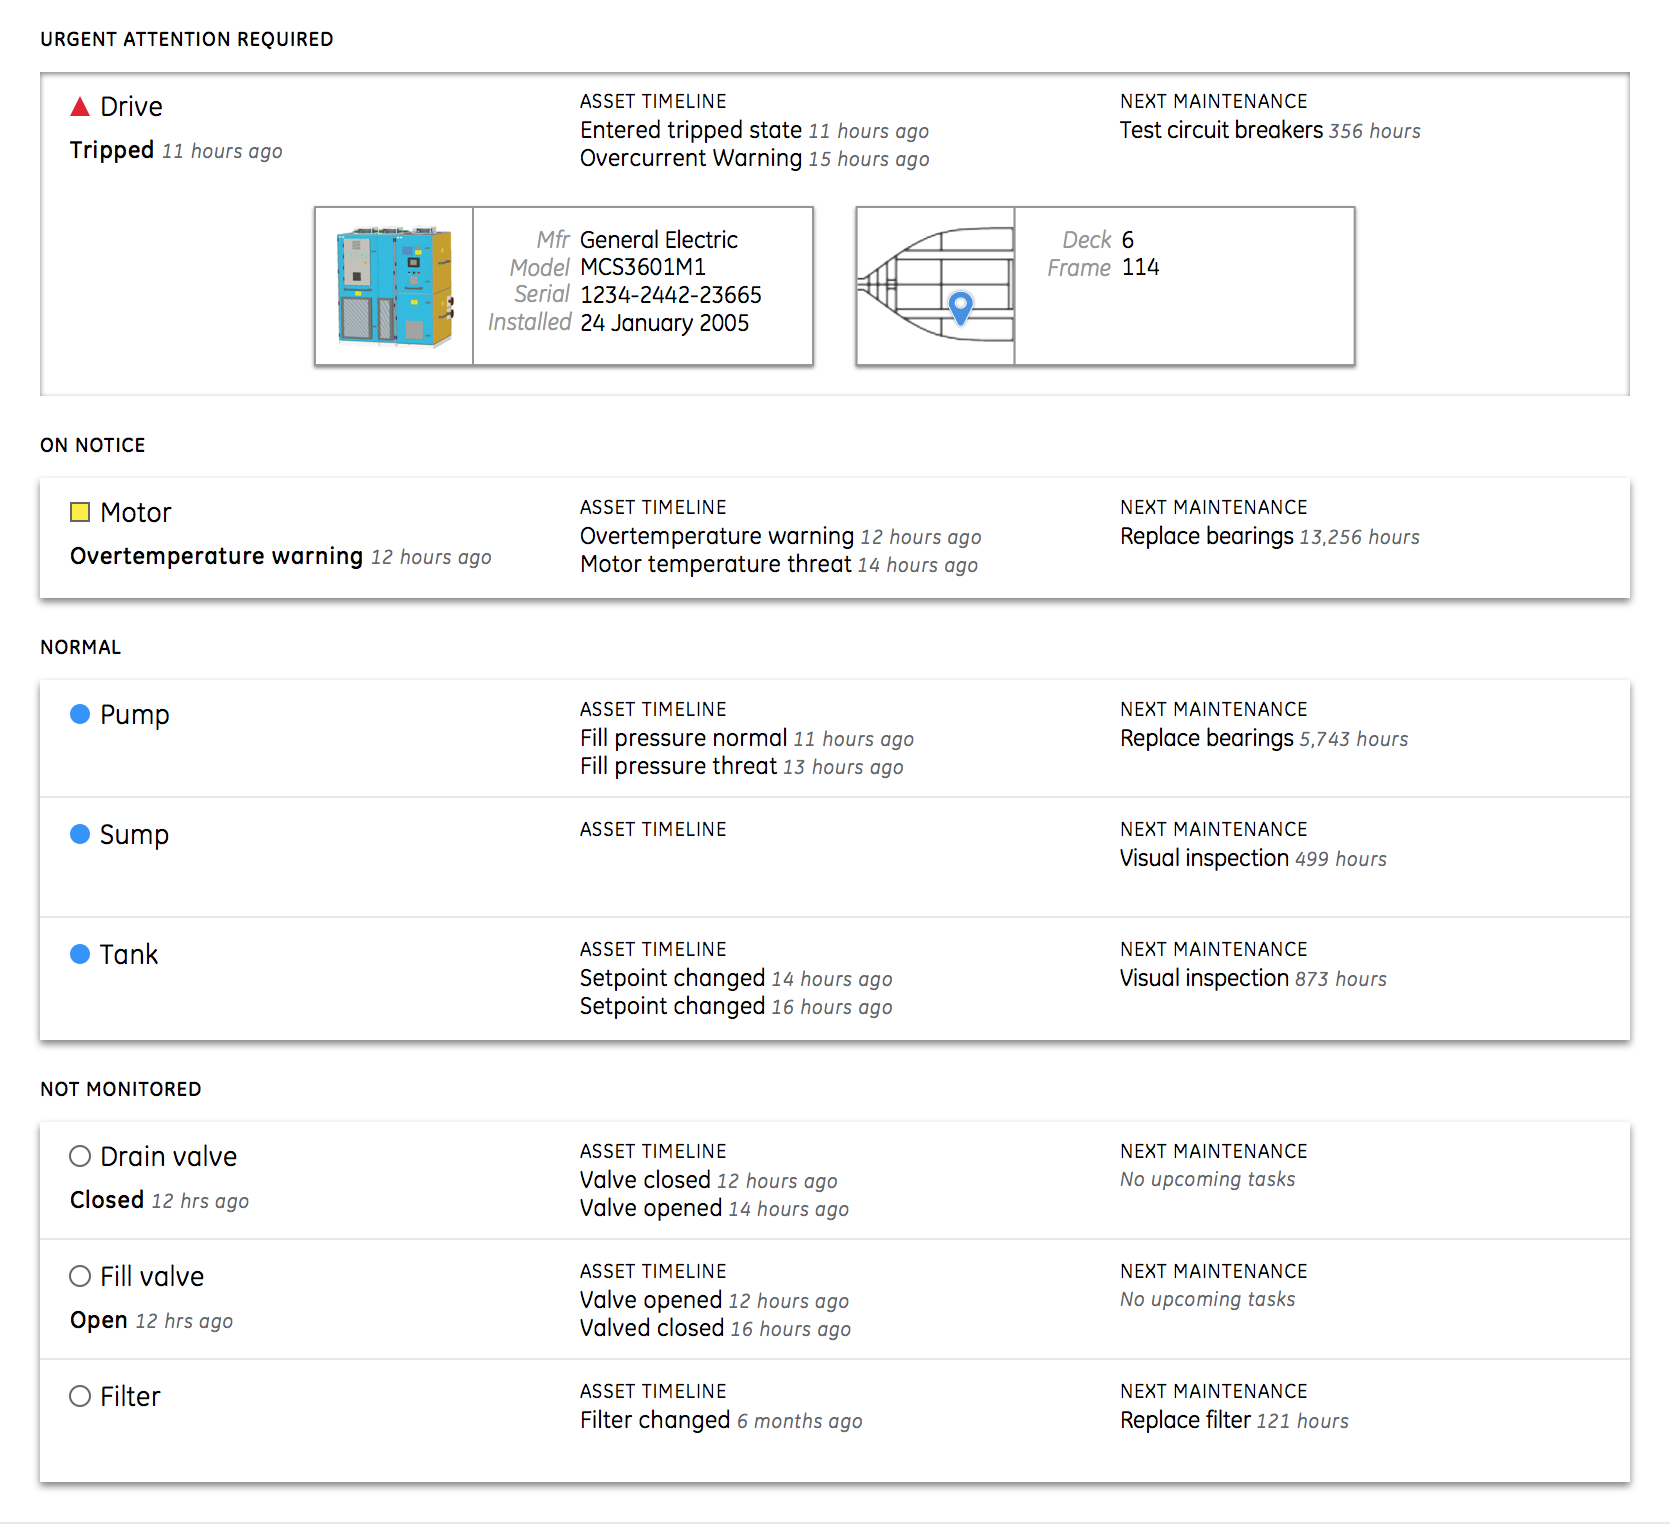 URGENT ATTENTION REQUIRED
Drive
Tripped 11 hours ago
ASSET TIMELINE
Entered tripped state 11 hours ago
Overcurrent Warning 15 hours ago
NEXT MAINTENANCE
Test circuit breakers 356 hours
Mfr General Electric
Model MCS3601M1
Serial 1234-2442-23665
Installed 24 January 2005
Deck 6
Frame 114
ON NOTICE
Motor
Overtemperature warning 12 hours ago
ASSET TIMELINE
Overtemperature warning 12 hours ago
Motor temperature threat 14 hours ago
NEXT MAINTENANCE
Replace bearings 13,256 hours
NORMAL
Pump
ASSET TIMELINE
Fill pressure normal 11 hours ago
Fill pressure threat 13 hours ago
NEXT MAINTENANCE
Replace bearings 5,743 hours
Sump
ASSET TIMELINE
NEXT MAINTENANCE
Visual inspection 499 hours
Tank
ASSET TIMELINE
Setpoint changed 14 hours ago
Setpoint changed 16 hours ago
NEXT MAINTENANCE
Visual inspection 873 hours
NOT MONITORED
Drain valve
Closed 12 hrs ago
ASSET TIMELINE
Valve closed 12 hours ago
Valve opened 14 hours ago
NEXT MAINTENANCE
No upcoming tasks
Fill valve
Open 12 hrs ago
ASSET TIMELINE
Valve opened 12 hours ago
Valved closed 16 hours ago
NEXT MAINTENANCE
No upcoming tasks
Filter
ASSET TIMELINE
Filter changed 6 months ago
NEXT MAINTENANCE
Replace filter 121 hours